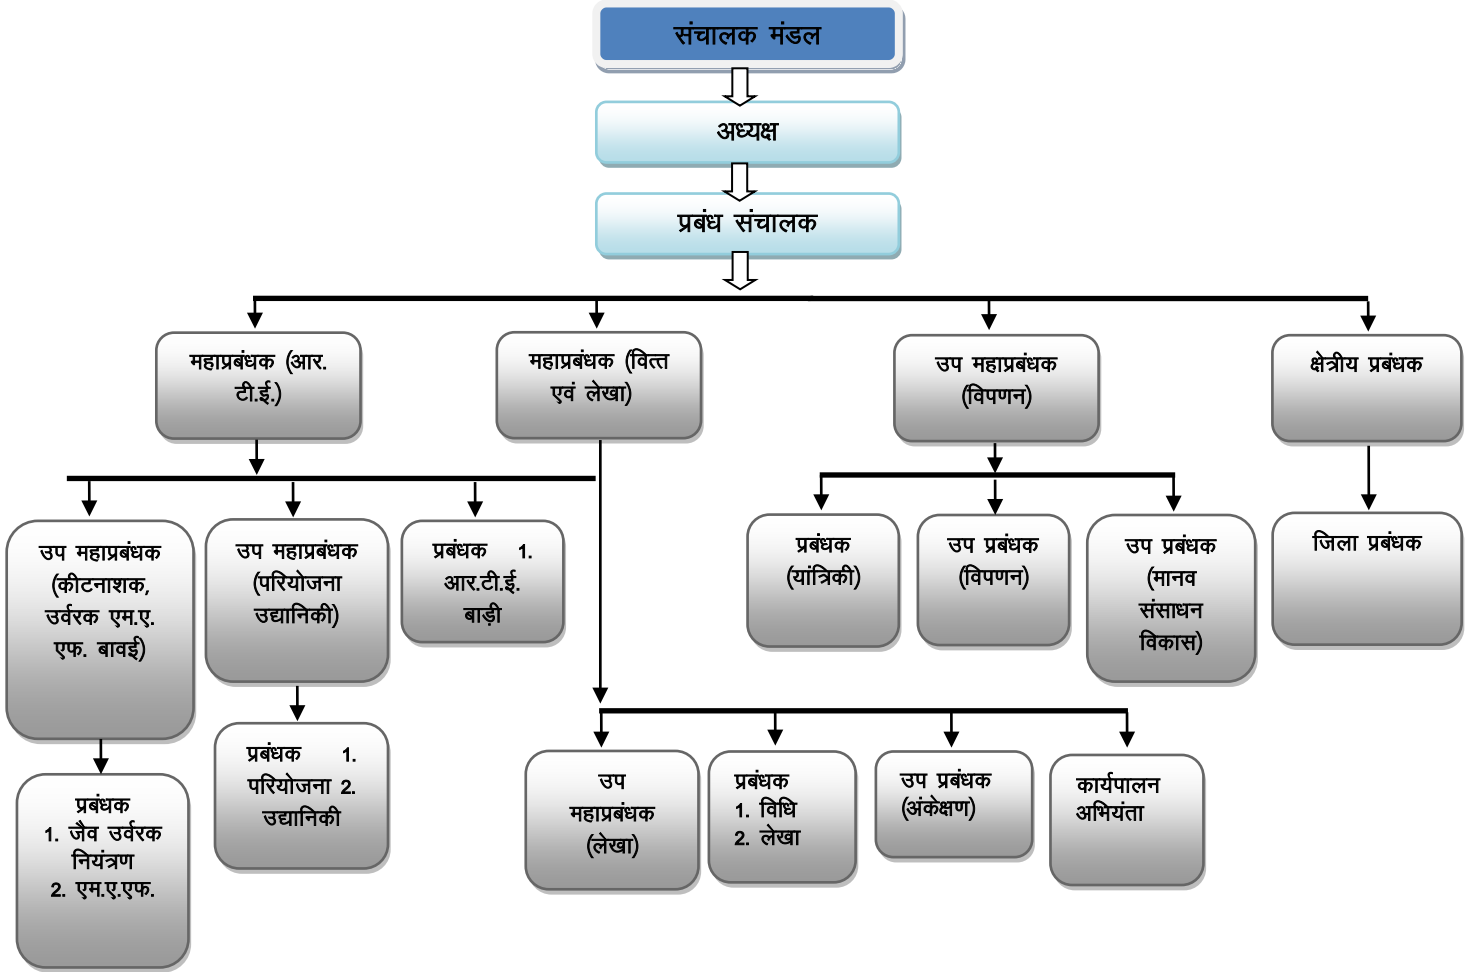 संचालक मंडल
अध्यक्ष
प्रबंध संचालक
महाप्रबंधक (आर.
टी.ई.)
महाप्रबंधक (वित्त
एवं लेखा)
उप महाप्रबंधक
(विपणन)
क्षेत्रीय प्रबंधक
उप महाप्रबंधक
(कीटनाशक,
उर्वरक एम.ए.
एफ. बावई)
उप महाप्रबंधक
(परियोजना
उद्यानिकी)
प्रबंधक 1.
आर.टी.ई.
बाड़ी
प्रबंधक
(यांत्रिकी)
उप प्रबंधक
(विपणन)
उप प्रबंधक
(मानव
संसाधन
विकास)
जिला प्रबंधक
प्रबंधक
1. जैव उर्वरक
नियंत्रण
2. एम.ए.एफ.
प्रबंधक 1.
परियोजना 2.
उद्यानिकी
उप
महाप्रबंधक
(लेखा)
प्रबंधक
1. विधि
2. लेखा
उप प्रबंधक
(अंकेक्षण)
कार्यपालन
अभियंता